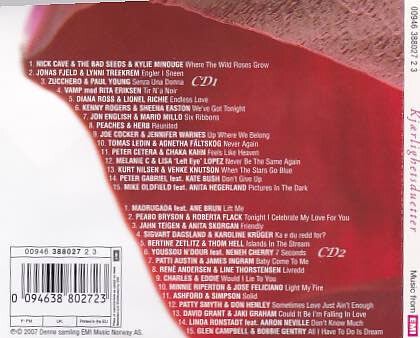 1. NICK CAVE & THE BAD SEEDS & KYLIE MINOUGE Where The Wild Roses Grow
2. JONAS FJELD & LYNNI TREEKREM Engler I Sneen
3. ZUCCHERO & PAUL YOUNG Senza Una Donna
4. VAMP mød RITA ERIKSEN Tir N'a Noir
5. DIANA ROSS & LIONEL RICHIE Endless Love
6. KENNY ROGERS & SHEENA EASTON We've Got Tonight
7. JON ENGLISH & MARIO MILLO Six Ribbons
8. PEACHES & HERB Reunited
9. JOE COCKER & JENNIFER WARNES Up Where We Belong
10. TOMAS LEDIN & AGNETHA FÄLTSKOG Never Again
11. PETER CETERA & CHAKA KAHN Feels Like Heaven
12. MELANIE C & LISA "Left Eye" LOPEZ Never Be The Same Again
13. KURT NILSEN & VENKE KNUTSON When The Stars Go Blue
14. PETER GABRIEL feat. KATE BUSH Don't Give Up
15. MIKE OLDFIELD feat. ANITA HEGERLAND Pictures In The Dark
CD1
1. MADRUGADA feat. ANE BRUN Lift Me
2. PEABO BRYSON & ROBERTA FLACK Tonight I Celebrate My Love For You
3. JAHN TEIGEN & ANITA SKORGAN Friendly
4. SIGVART DAGSLAND & KAROLINE KRÜGER Ka e du redd for?
5. BERTINE ZETLITZ & THOM HELL Islands In The Stream
6. YOUSSOU N'DOUR feat. NENEH CHERRY 7 Seconds
7. PATTI AUSTIN & JAMES INGRAM Baby Come To Me
8. RENÉ ANDERSEN & LINE THORSTENSEN Livredd
9. CHARLES & EDDIE Would I Lie To You
10. MINNIE RIPERTON & JOSE FELICIANO Light My Fire
11. ASHFORD & SIMPSON Solid
12. PATTY SMYTH & DON HENLEY Sometimes Love Just Ain't Enough
13. DAVID GRANT & JAKI GRAHAM Could It Be I'm Falling In Love
14. LINDA RONSTADT feat. AARON NEVILLE Don't Know Much
15. GLEN CAMPBELL & BOBBIE GENTRY All I Have To Do Is Dream
CD2
00946 388027 2 3
0 094638 802723
UK
Made in the EU
℗ © 2007 Denne samling EMI Music Norway AS.
00946 388027 2 3
Kjærlighetsduetter
Music from EMI